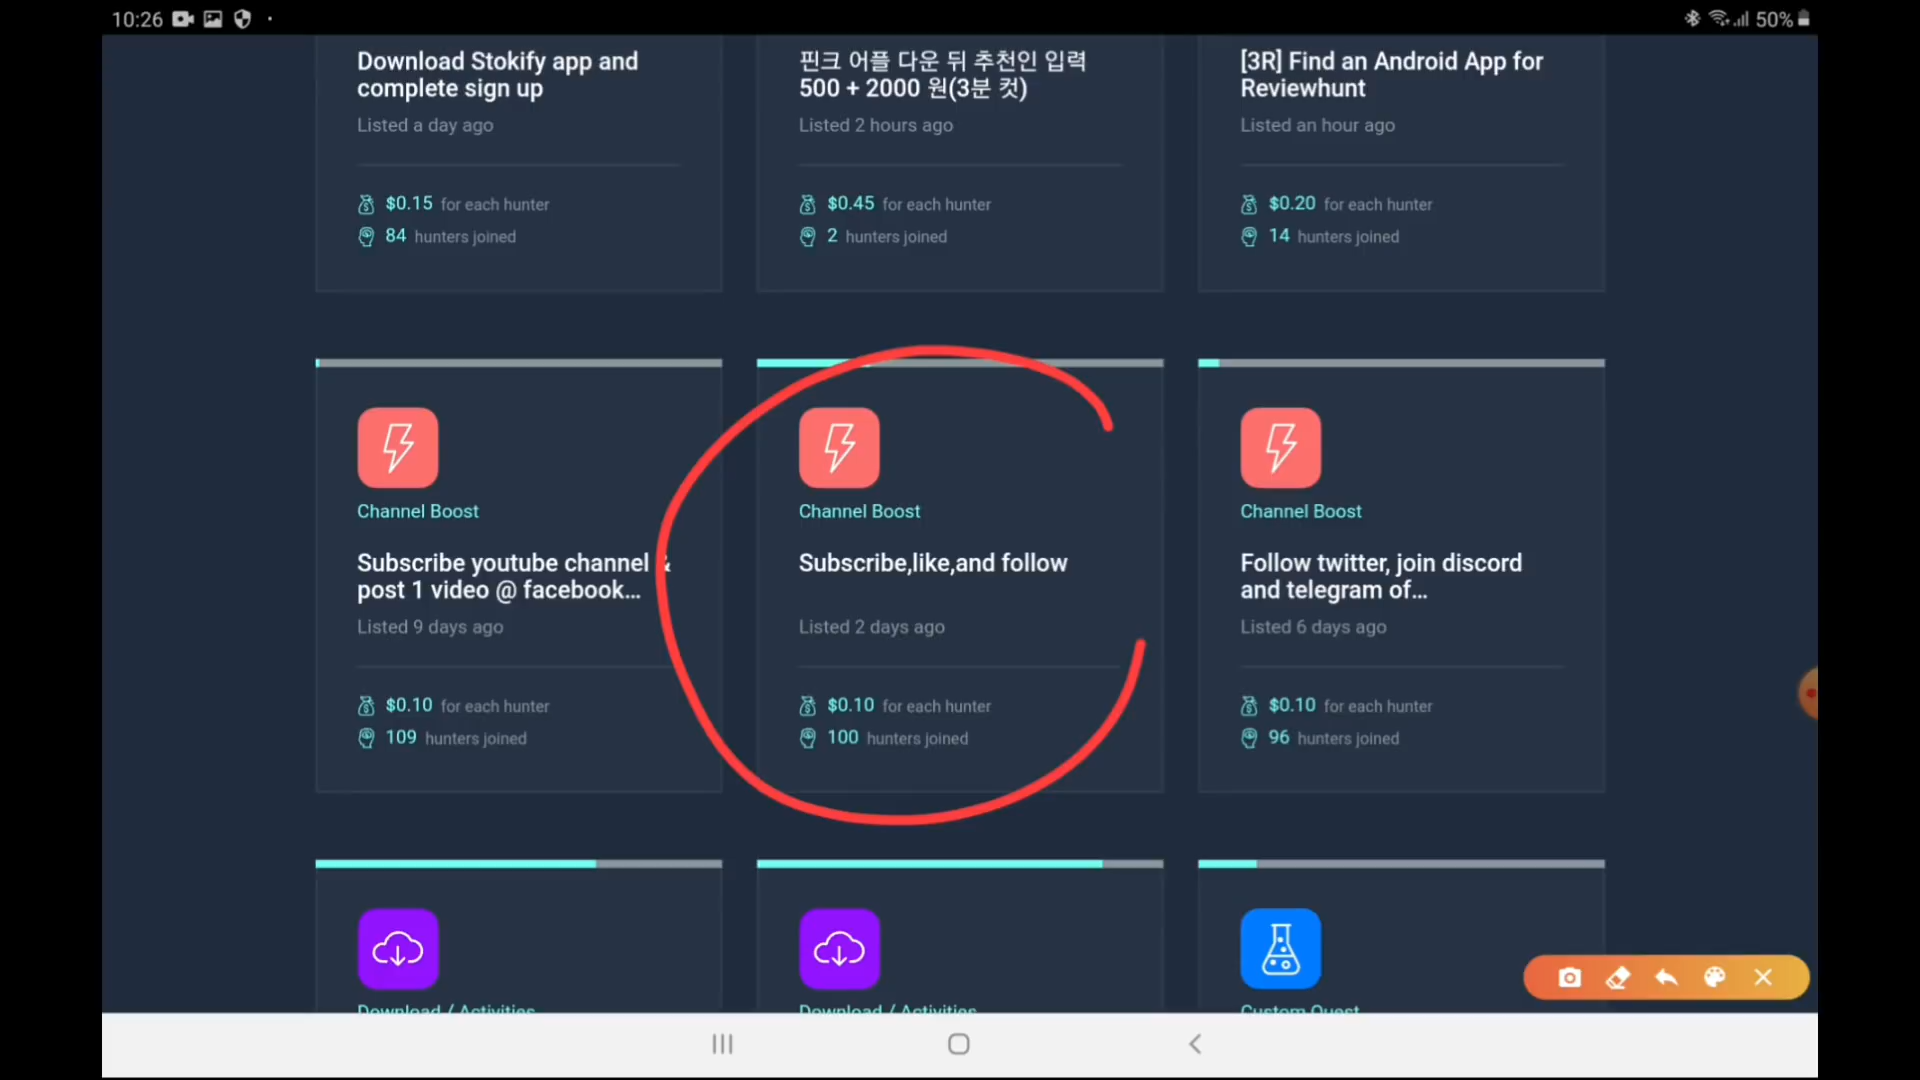 10:26
50%
Download Stokify app and
complete sign up
Listed a day ago
$0.15 for each hunter
84 hunters joined
핀크 어플 다운 뒤 추천인 입력
500 + 2000 원(3분 컷)
Listed 2 hours ago
$0.45 for each hunter
2 hunters joined
[3R] Find an Android App for
Reviewhunt
Listed an hour ago
$0.20 for each hunter
14 hunters joined
Channel Boost
Subscribe youtube channel &
post 1 video @ facebook...
Listed 9 days ago
$0.10 for each hunter
109 hunters joined
Channel Boost
Subscribe,like,and follow
Listed 2 days ago
$0.10 for each hunter
100 hunters joined
Channel Boost
Follow twitter, join discord
and telegram of...
Listed 6 days ago
$0.10 for each hunter
96 hunters joined
Download / Activities
Download / Activities
Custom Quest